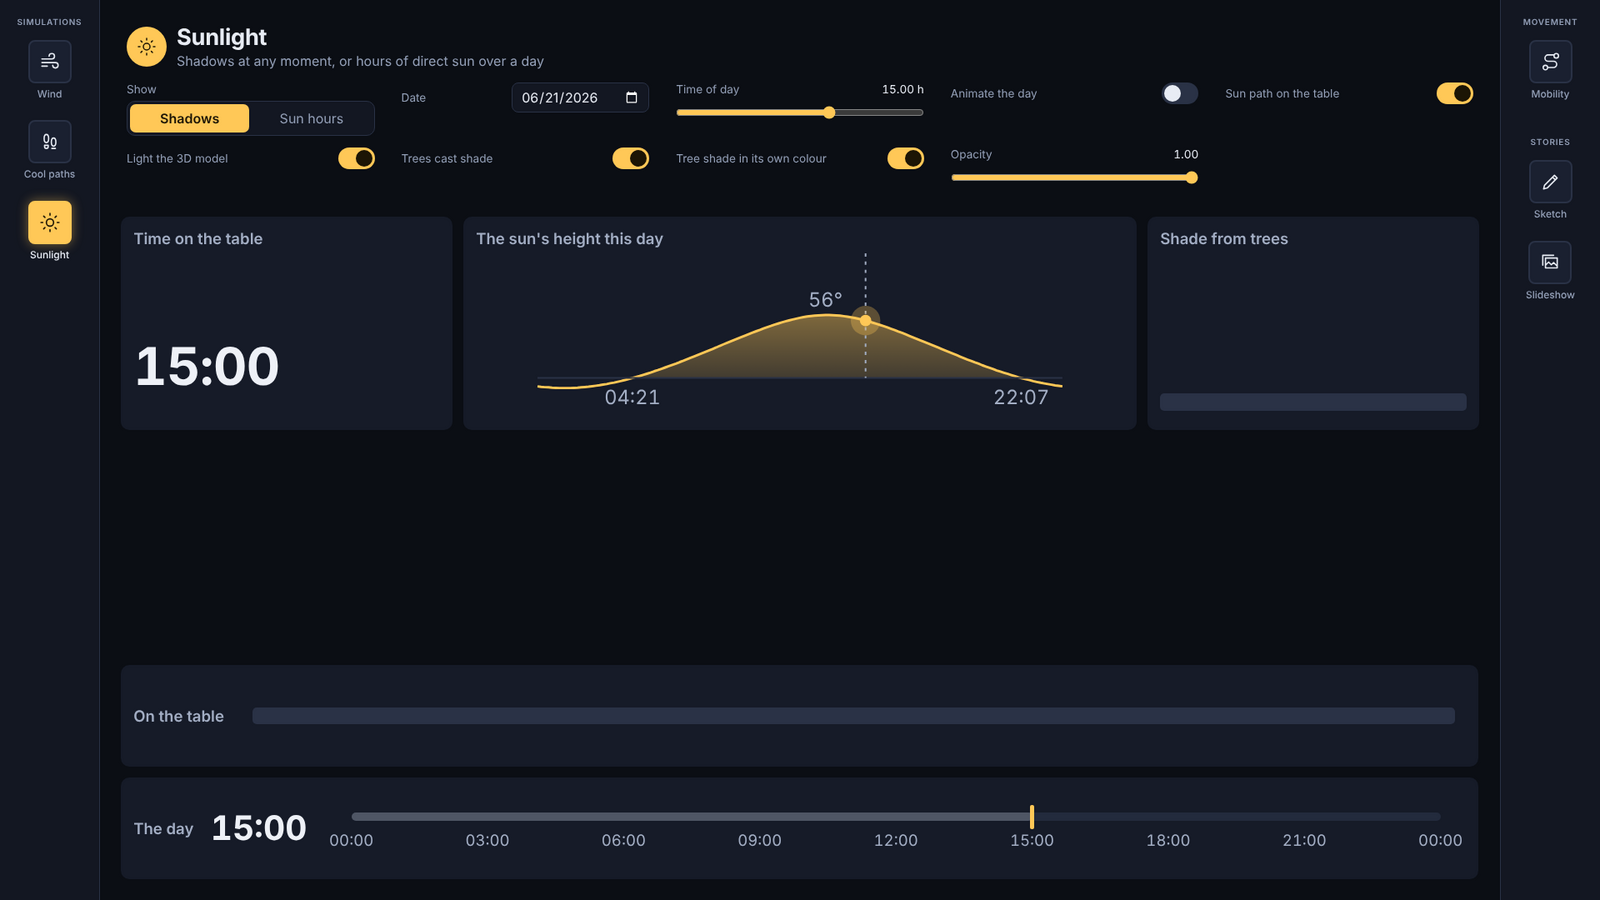 SIMULATIONS
Wind
Cool paths
Sunlight
Sunlight
Shadows at any moment, or hours of direct sun over a day
Show
Shadows
Sun hours
Date
06/21/2026
Time of day
15.00 h
Animate the day
Sun path on the table
Light the 3D model
Trees cast shade
Tree shade in its own colour
Opacity
1.00
Time on the table
15:00
The sun's height this day
56°
04:21
22:07
Shade from trees
On the table
The day
15:00
00:00
03:00
06:00
09:00
12:00
15:00
18:00
21:00
00:00
MOVEMENT
Mobility
STORIES
Sketch
Slideshow